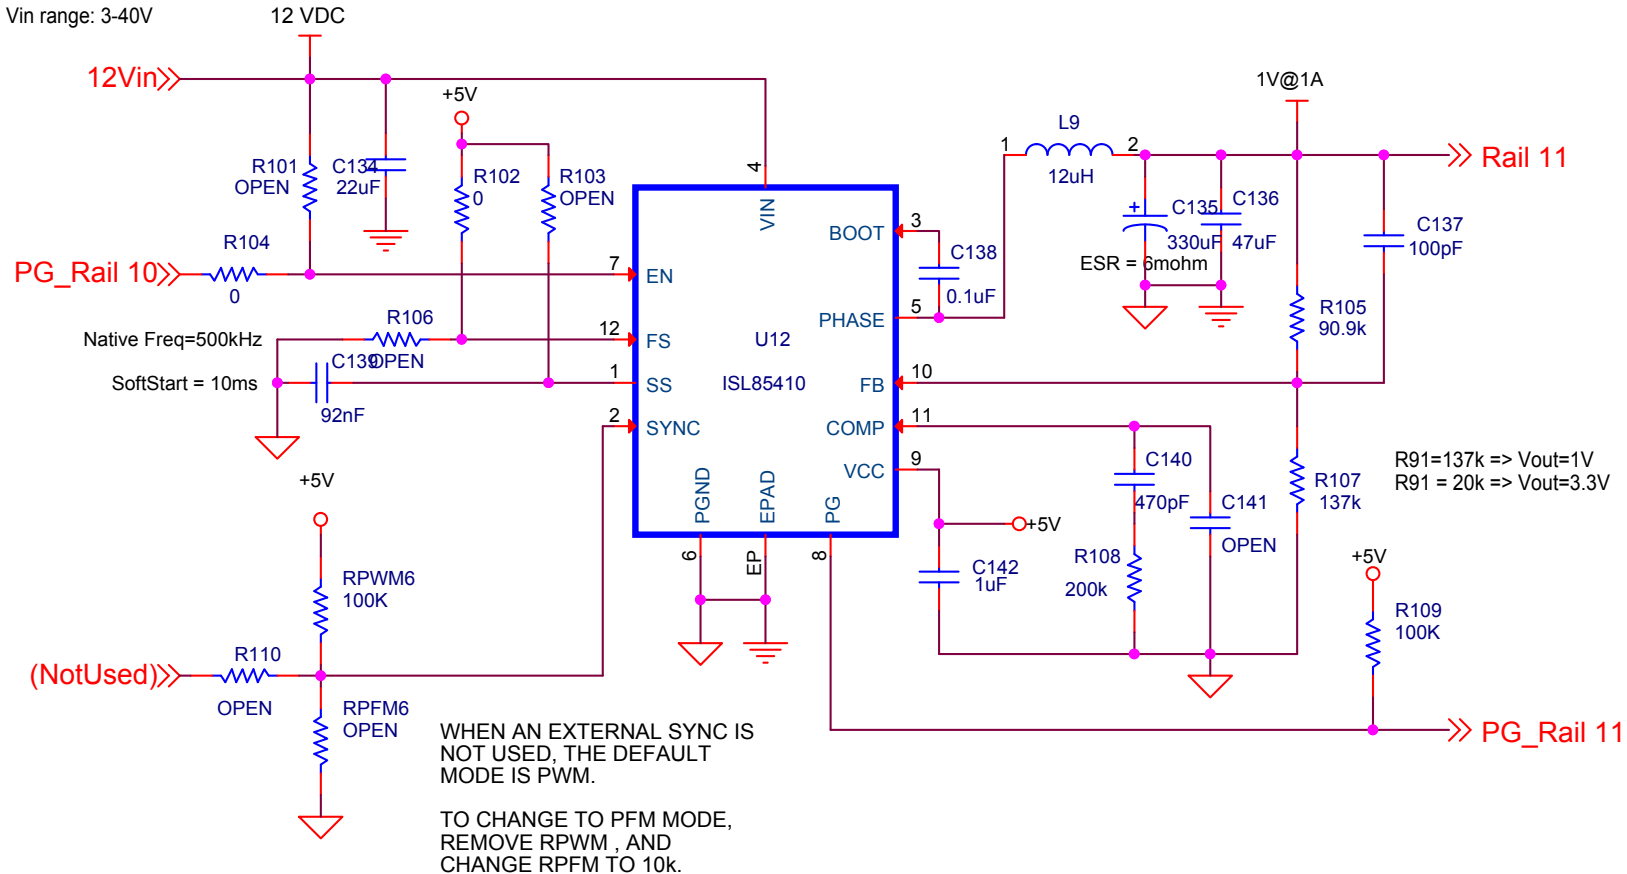 Vin range: 3-40V
12 VDC
12Vin
+5V
1V@1A
R101
OPEN
C134
22uF
R102
0
R103
OPEN
4
VIN
1
L9
2
12uH
Rail 11
R104
0
PG_Rail 10
7
EN
BOOT
3
C138
0.1uF
C135
330uF
C136
47uF
ESR = 6mohm
C137
100pF
Native Freq=500kHz
R106
OPEN
12
FS
PHASE
5
U12
ISL85410
R105
90.9k
SoftStart = 10ms
C139
92nF
1
SS
FB
10
2
SYNC
COMP
11
VCC
9
C140
470pF
C141
OPEN
R107
137k
R91=137k => Vout=1V
R91 = 20k => Vout=3.3V
+5V
PGND
EPAD
PG
6
EP
8
+5V
C142
1uF
R108
200k
+5V
R109
100K
RPWM6
100K
(NotUsed)
R110
OPEN
RPFM6
OPEN
PG_Rail 11
WHEN AN EXTERNAL SYNC IS
NOT USED, THE DEFAULT
MODE IS PWM.
TO CHANGE TO PFM MODE,
REMOVE RPWM , AND
CHANGE RPFM TO 10k.